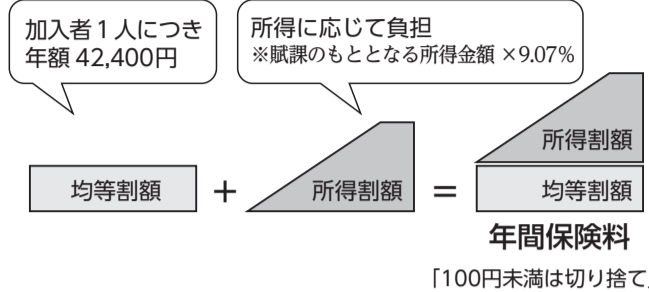 加入者１人につき
年額 42,400円
所得に応じて負担
※賦課のもととなる所得金額 ×9.07%
均等割額
+
所得割額
=
所得割額
均等割額
年間保険料
「100円未満は切り捨て」